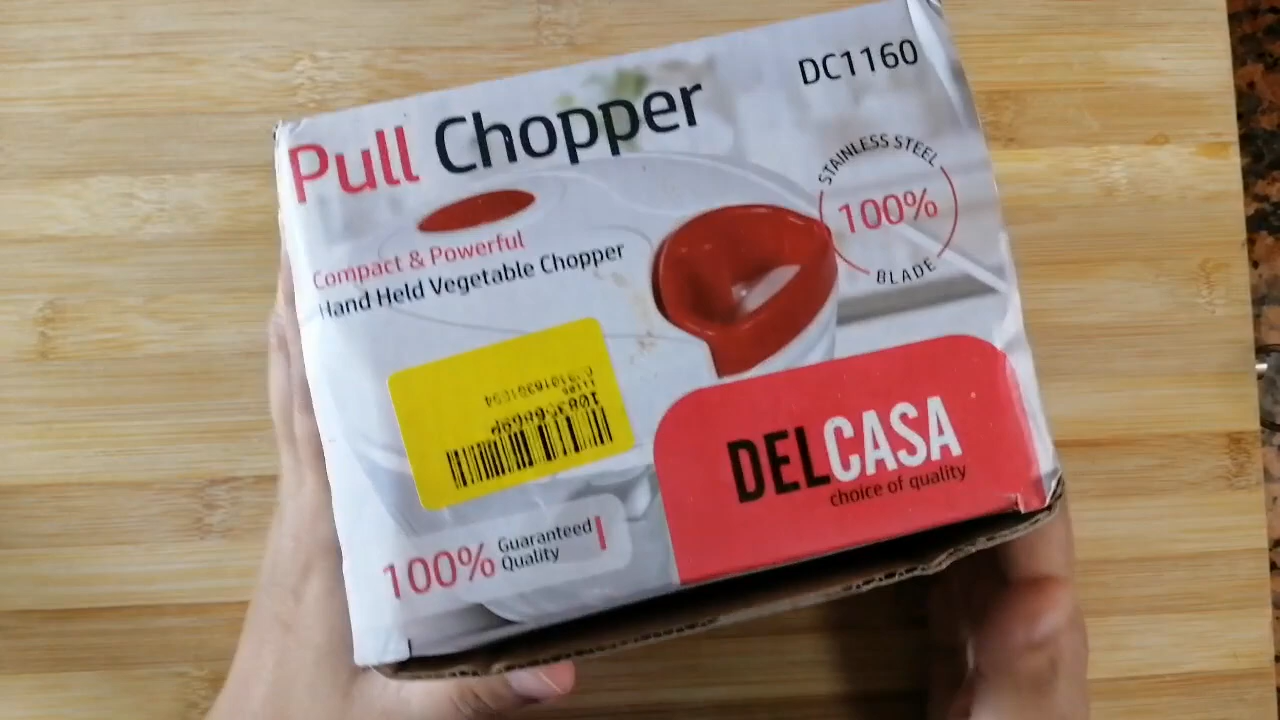 Pull Chopper
DC1160
Compact & Powerful
Hand Held Vegetable Chopper
STAINLESS STEEL
100%
BLADE
DELCASA
choice of quality
100% Guaranteed
Quality